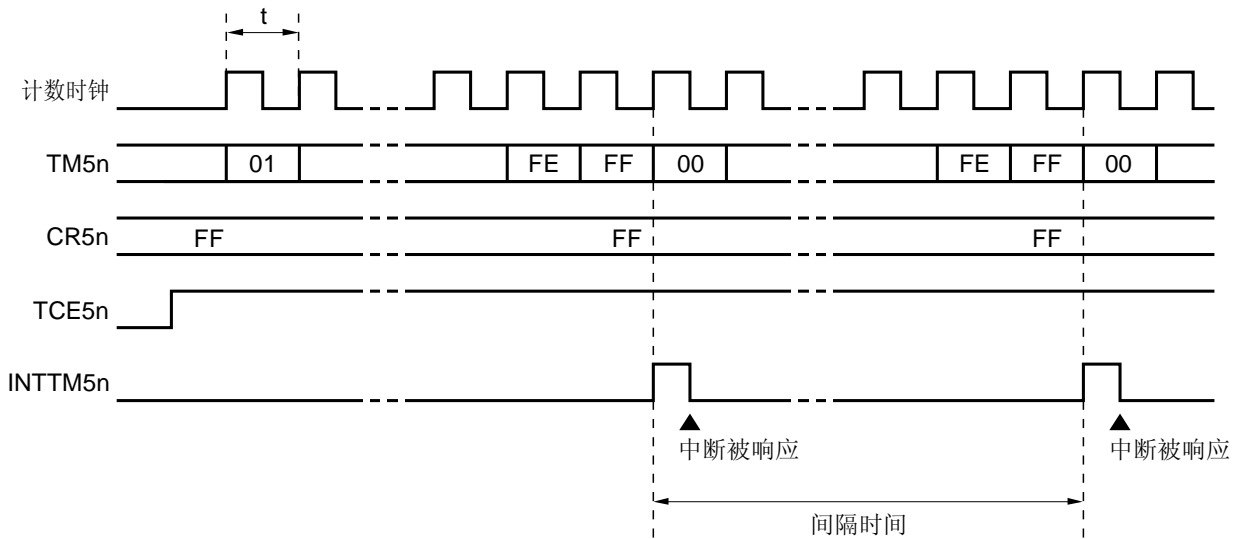 t
计数时钟
TM5n 01 FE FF 00 FE FF 00
CR5n FF FF FF
TCE5n
INTTM5n
中断被响应 中断被响应
间隔时间